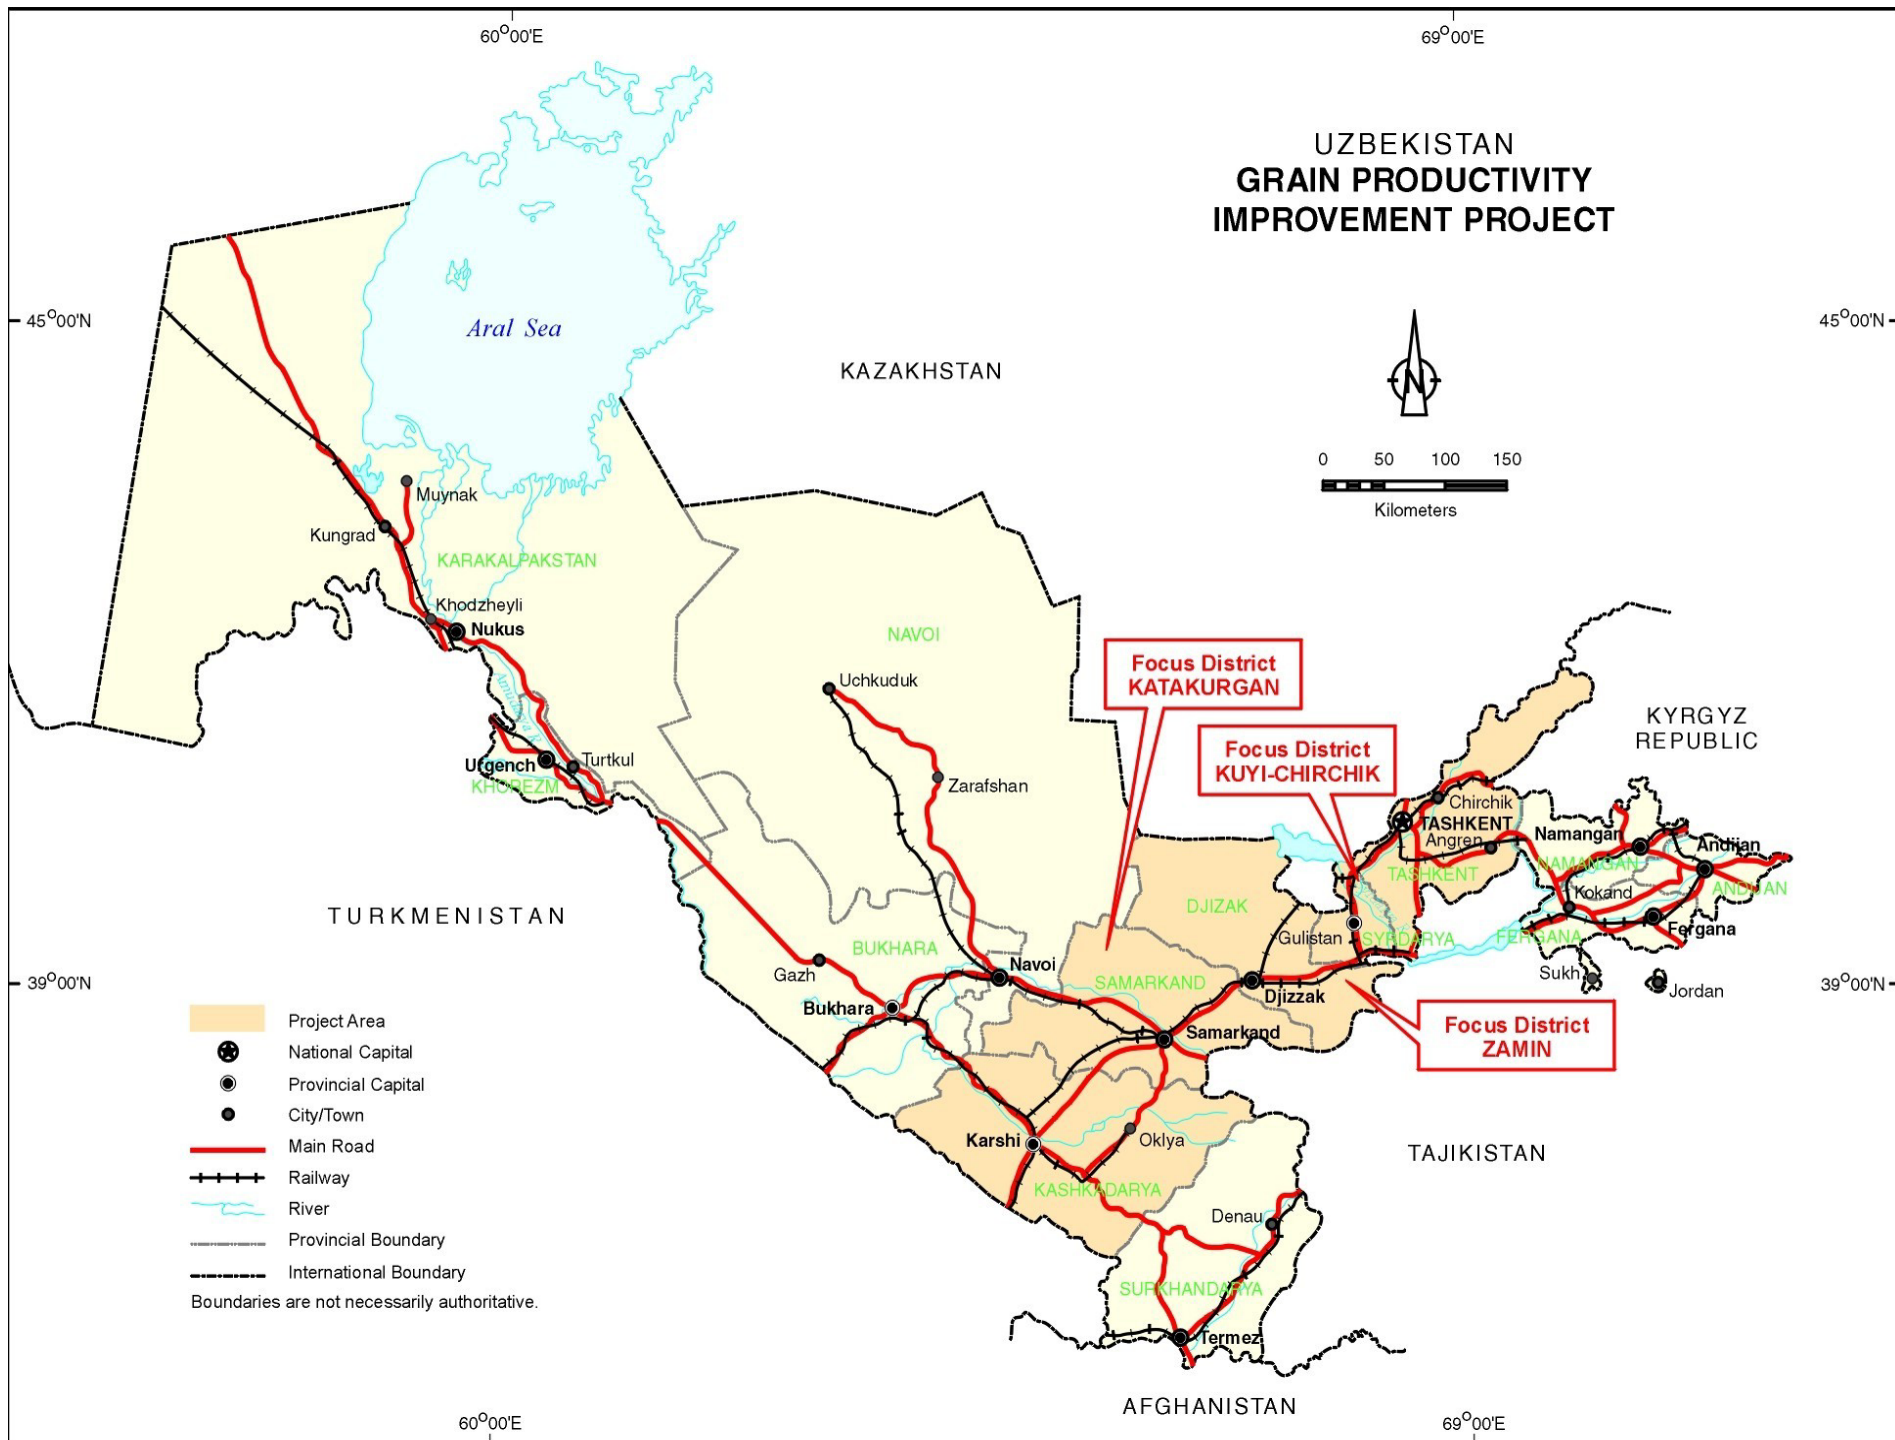 60°00'E
69°00'E
UZBEKISTAN
GRAIN PRODUCTIVITY
IMPROVEMENT PROJECT
45°00'N
45°00'N
Aral Sea
KAZAKHSTAN
N
0 50 100 150
Kilometers
Muynak
Kungrad
KARAKALPAKSTAN
Khodzheyli
Nukus
NAVOI
Focus District
KATAKURGAN
Uchkuduk
Amudarya R.
KYRGYZ
REPUBLIC
Focus District
KUYI-CHIRCHIK
Urgench
Turtkul
KHOREZM
Zarafshan
Chirchik
TASHKENT
Angren
Namangan
Andijan
NAMANGAN
TASHKENT
Kokand
ANDIJAN
TURKMENISTAN
DJIZAK
Gulistan
SYRDARYA
FERGANA
Fergana
BUKHARA
Gazh
Navoi
SAMARKAND
Sukh
Jordan
39°00'N
39°00'N
Djizzak
Bukhara
Samarkand
Focus District
ZAMIN
Project Area
National Capital
Provincial Capital
City/Town
Main Road
Railway
River
Provincial Boundary
International Boundary
Boundaries are not necessarily authoritative.
Karshi
Oklya
TAJIKISTAN
KASHKADARYA
Denau
SURKHANDARYA
Termez
AFGHANISTAN
60°00'E
69°00'E